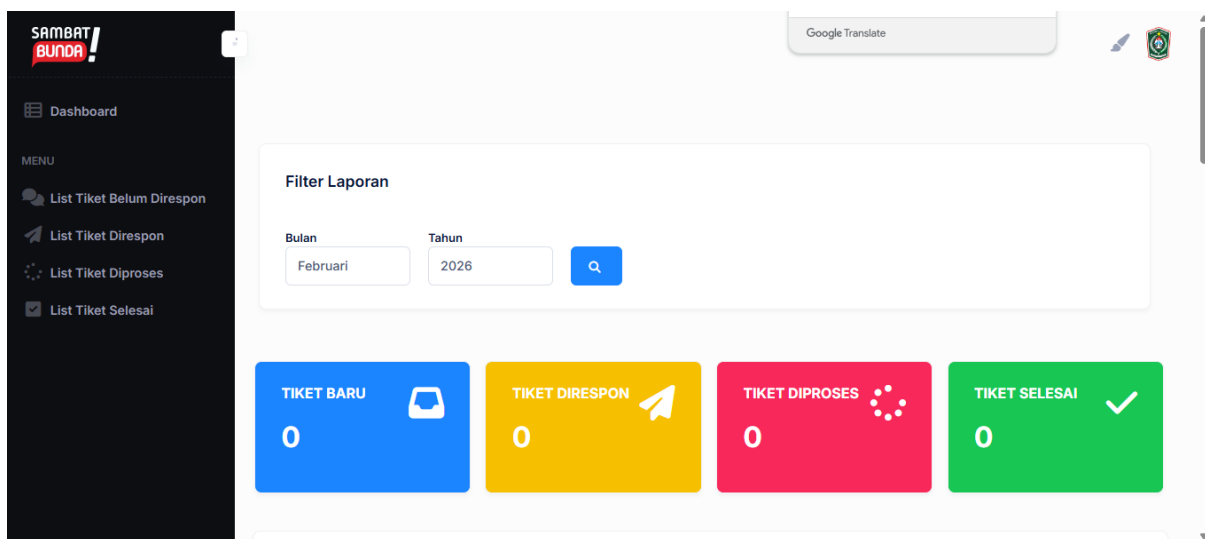 SAMBAT!
BUNDA
Google Translate
Dashboard
MENU
List Tiket Belum Direspon
List Tiket Direspon
List Tiket Diproses
List Tiket Selesai
Filter Laporan
Bulan
Tahun
Februari
2026
TIKET BARU
0
TIKET DIRESPON
0
TIKET DIPROSES
0
TIKET SELESAI
0